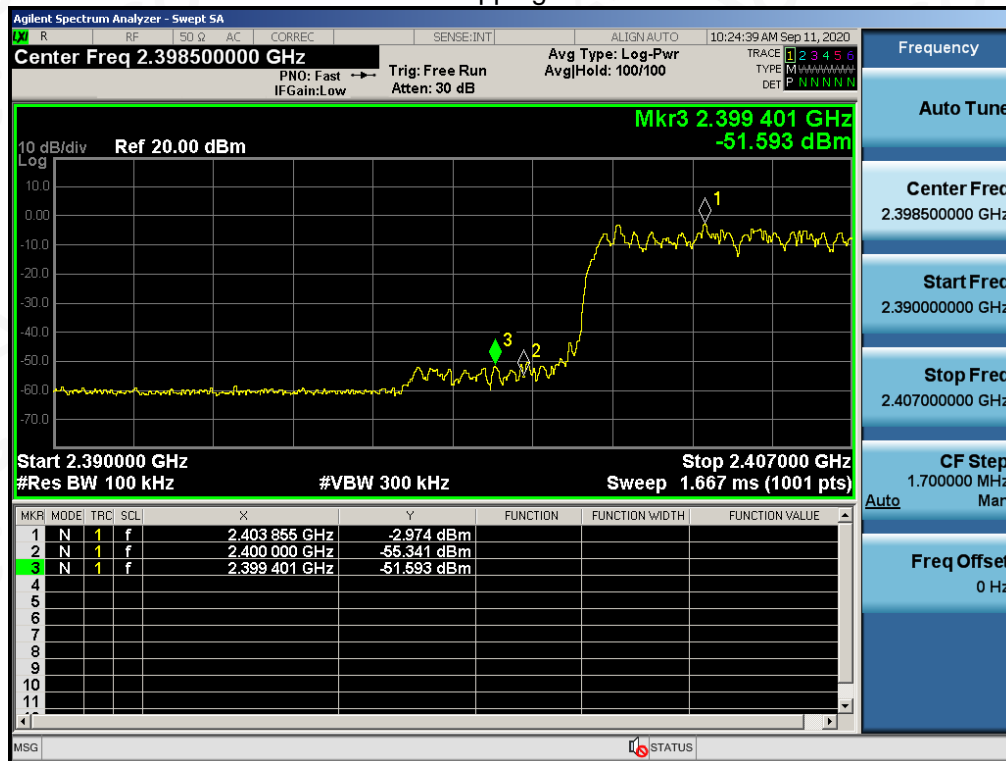 pping
Agilent Spectrum Analyzer - Swept SA
LXI R RF 50 Ω AC CORREC SENSE:INT ALIGN AUTO 10:24:39 AM Sep 11, 2020
Center Freq 2.398500000 GHz
PNO: Fast
IFGain:Low
Trig: Free Run
Atten: 30 dB
Avg Type: Log-Pwr
Avg|Hold: 100/100
TRACE 1 2 3 4 5 6
TYPE M
DET P N N N N N
Mkr3 2.399 401 GHz
-51.593 dBm
10 dB/div Ref 20.00 dBm
Log
10.0
0.00
-10.0
-20.0
-30.0
-40.0
-50.0
-60.0
-70.0
1
3
2
Start 2.390000 GHz Stop 2.407000 GHz
#Res BW 100 kHz #VBW 300 kHz Sweep 1.667 ms (1001 pts)
MKR MODE TRC SCL X Y FUNCTION FUNCTION WIDTH FUNCTION VALUE
1 N 1 f 2.403 855 GHz -2.974 dBm
2 N 1 f 2.400 000 GHz -55.341 dBm
3 N 1 f 2.399 401 GHz -51.593 dBm
4
5
6
7
8
9
10
11
MSG STATUS
Frequency
Auto Tune
Center Freq
2.398500000 GHz
Start Freq
2.390000000 GHz
Stop Freq
2.407000000 GHz
CF Step
1.700000 MHz
Auto Man
Freq Offset
0 Hz